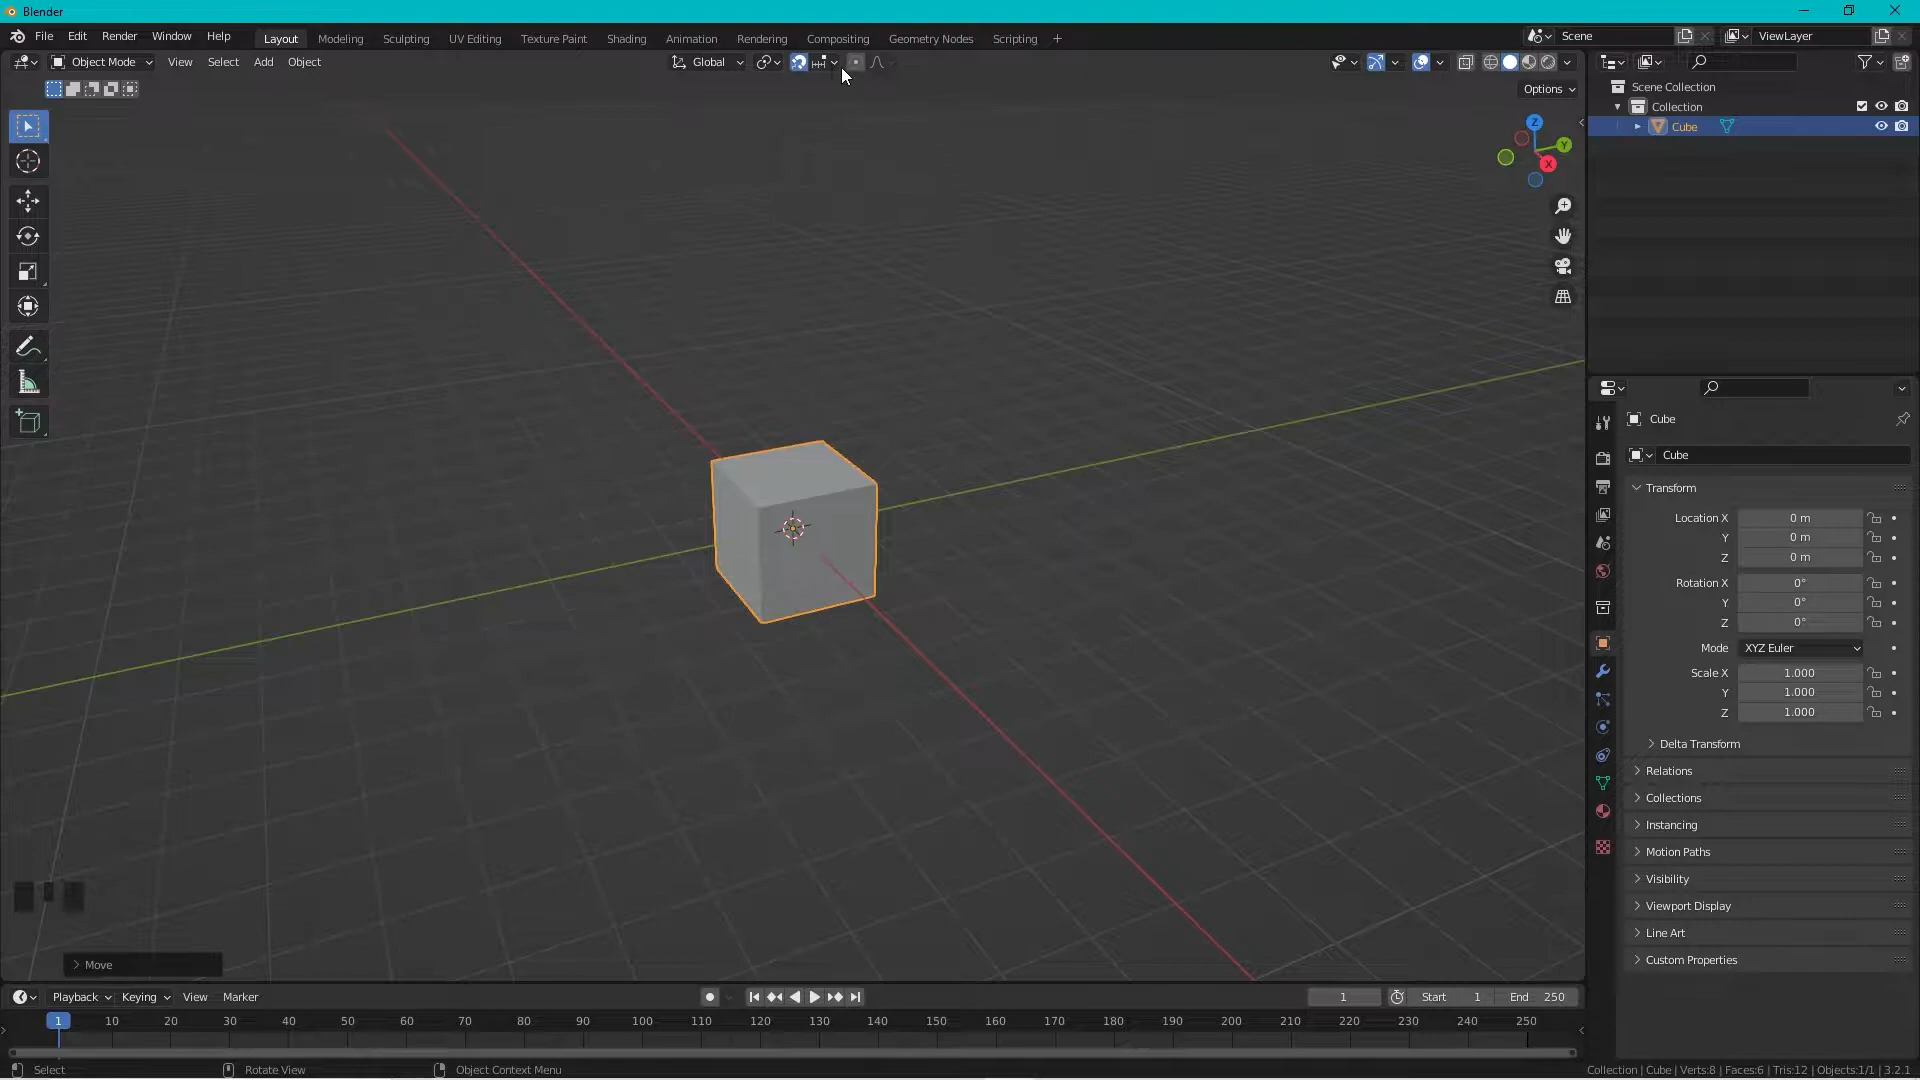 Blender
File Edit Render Window Help Layout Modeling Sculpting UV Editing Texture Paint Shading Animation Rendering Compositing Geometry Nodes Scripting + Scene ViewLayer
Object Mode View Select Add Object Global
Options
Z
Y
X
Scene Collection
Collection
Cube
Cube
Cube
Transform
Location X 0 m
Y 0 m
Z 0 m
Rotation X 0°
Y 0°
Z 0°
Mode XYZ Euler
Scale X 1.000
Y 1.000
Z 1.000
Delta Transform
Relations
Collections
Instancing
Motion Paths
Visibility
Viewport Display
Line Art
Custom Properties
Move
Playback Keying View Marker 1 Start 1 End 250
1 10 20 30 40 50 60 70 80 90 100 110 120 130 140 150 160 170 180 190 200 210 220 230 240 250
Select Rotate View Object Context Menu Collection | Cube | Verts:8 | Faces:6 | Tris:12 | Objects:1/1 | 3.2.1